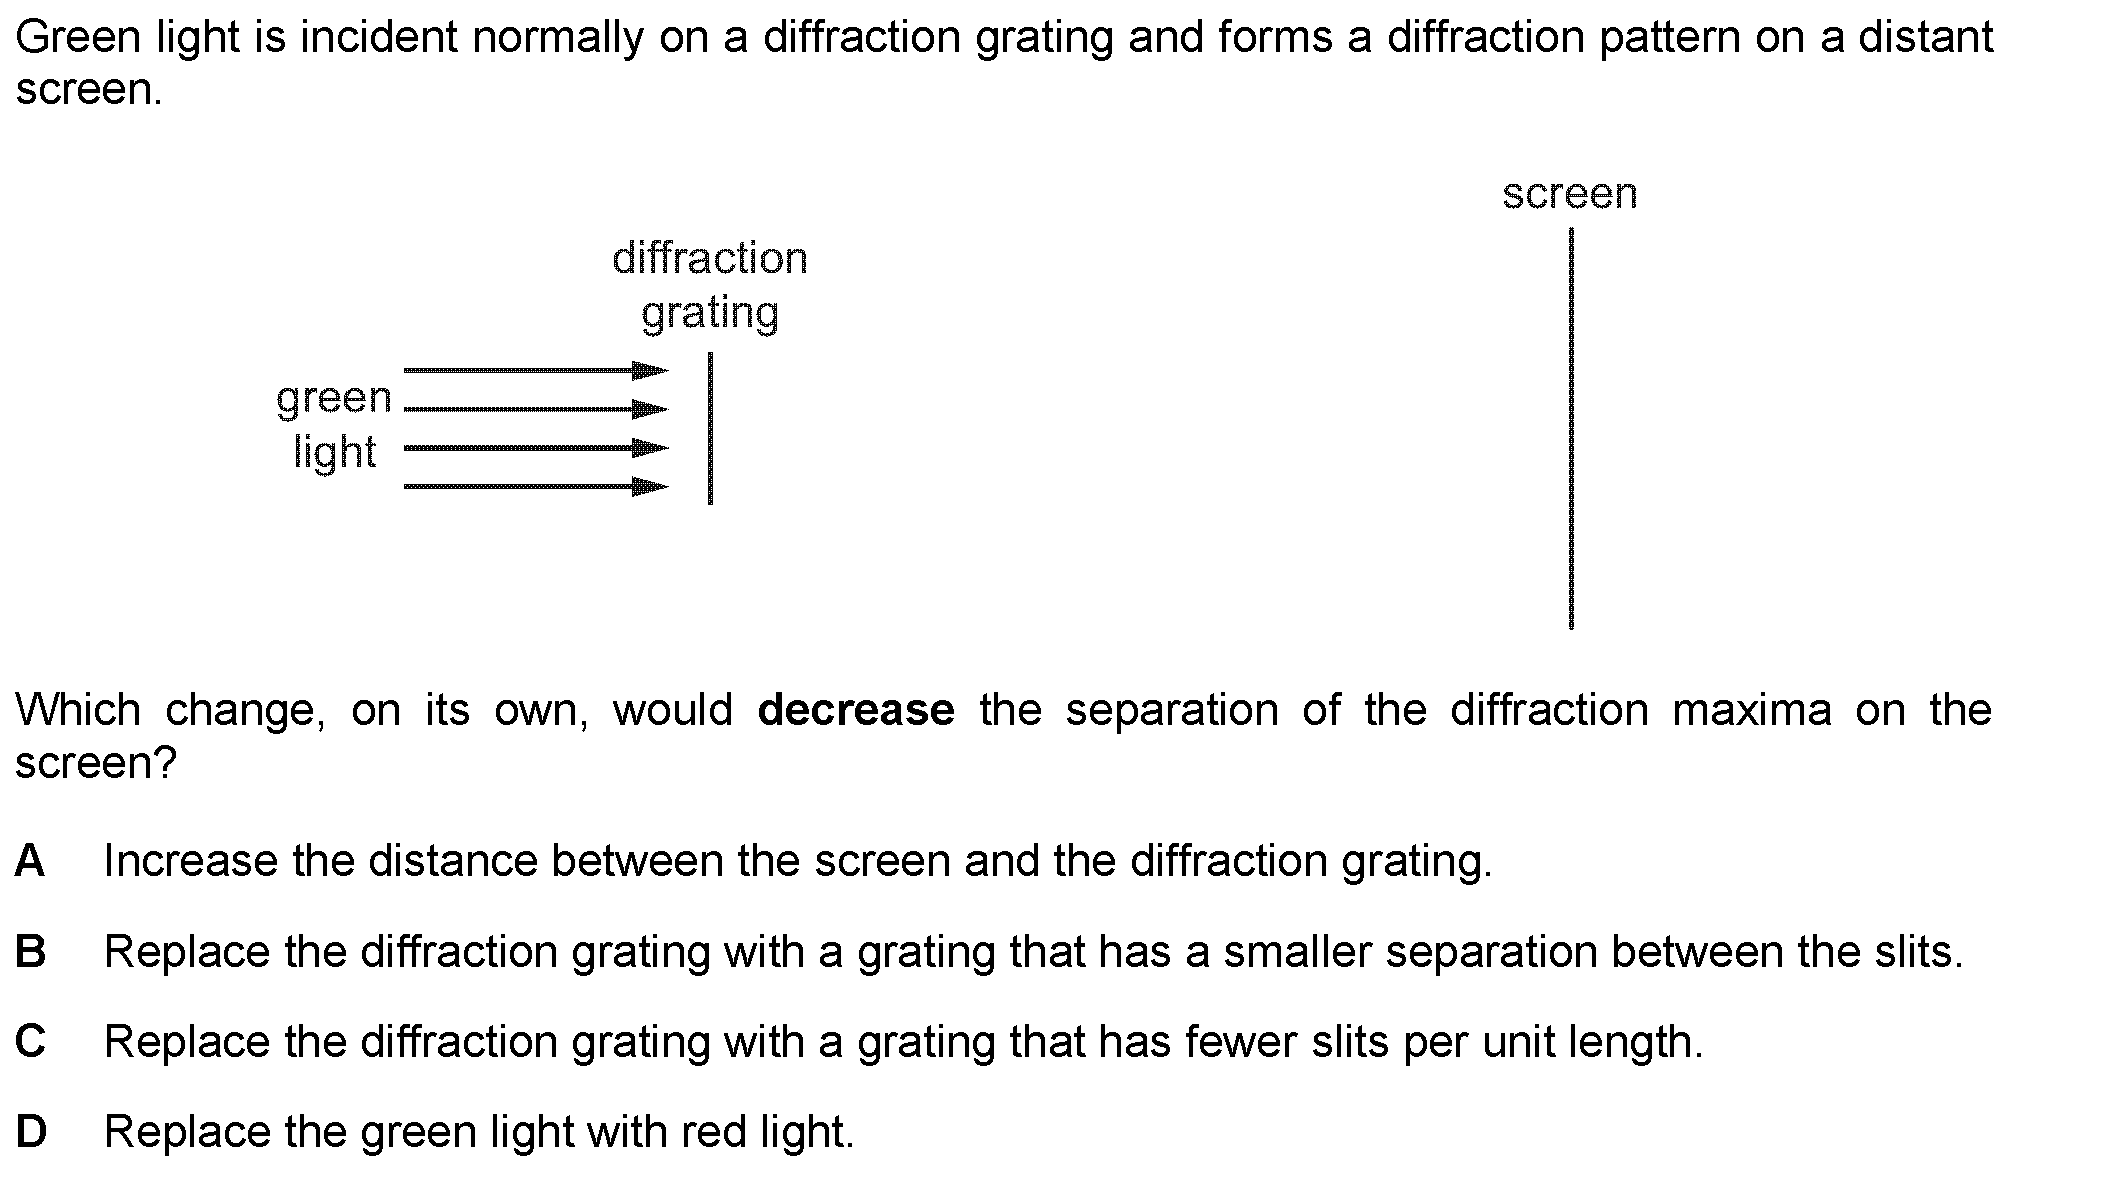 Green light is incident normally on a diffraction grating and forms a diffraction pattern on a distant
screen.
screen
diffraction
grating
green
light
Which change, on its own, would decrease the separation of the diffraction maxima on the
screen?
A Increase the distance between the screen and the diffraction grating.
B Replace the diffraction grating with a grating that has a smaller separation between the slits.
C Replace the diffraction grating with a grating that has fewer slits per unit length.
D Replace the green light with red light.